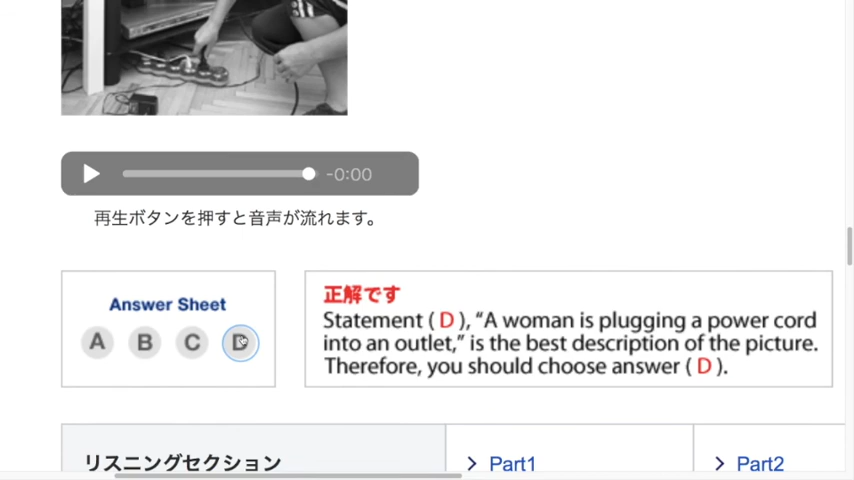 -0:00
再生ボタンを押すと音声が流れます。
Answer Sheet
A B C D
正解です
Statement ( D ), “A woman is plugging a power cord
into an outlet,” is the best description of the picture.
Therefore, you should choose answer ( D ).
リスニングセクション
Part1
Part2